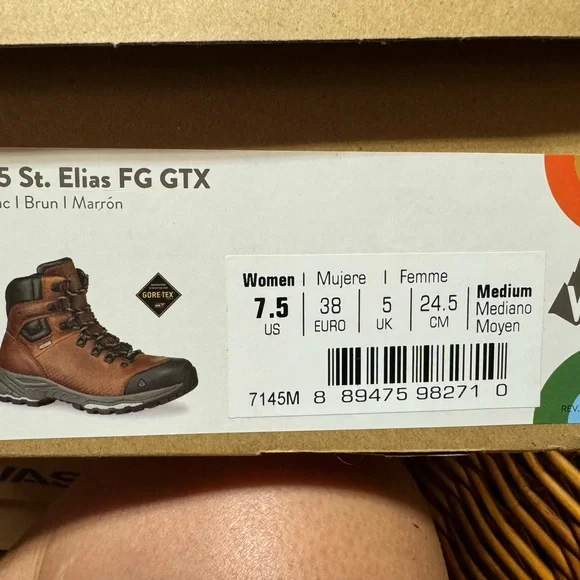 5 St. Elias FG GTX
ac | Brun | Marrón
GORE-TEX
Women | Mujere | Femme
7.5 US | 38 EURO | 5 UK | 24.5 CM | Medium Mediano Moyen
7145M 8 89475 98271 0
REV.
IAS